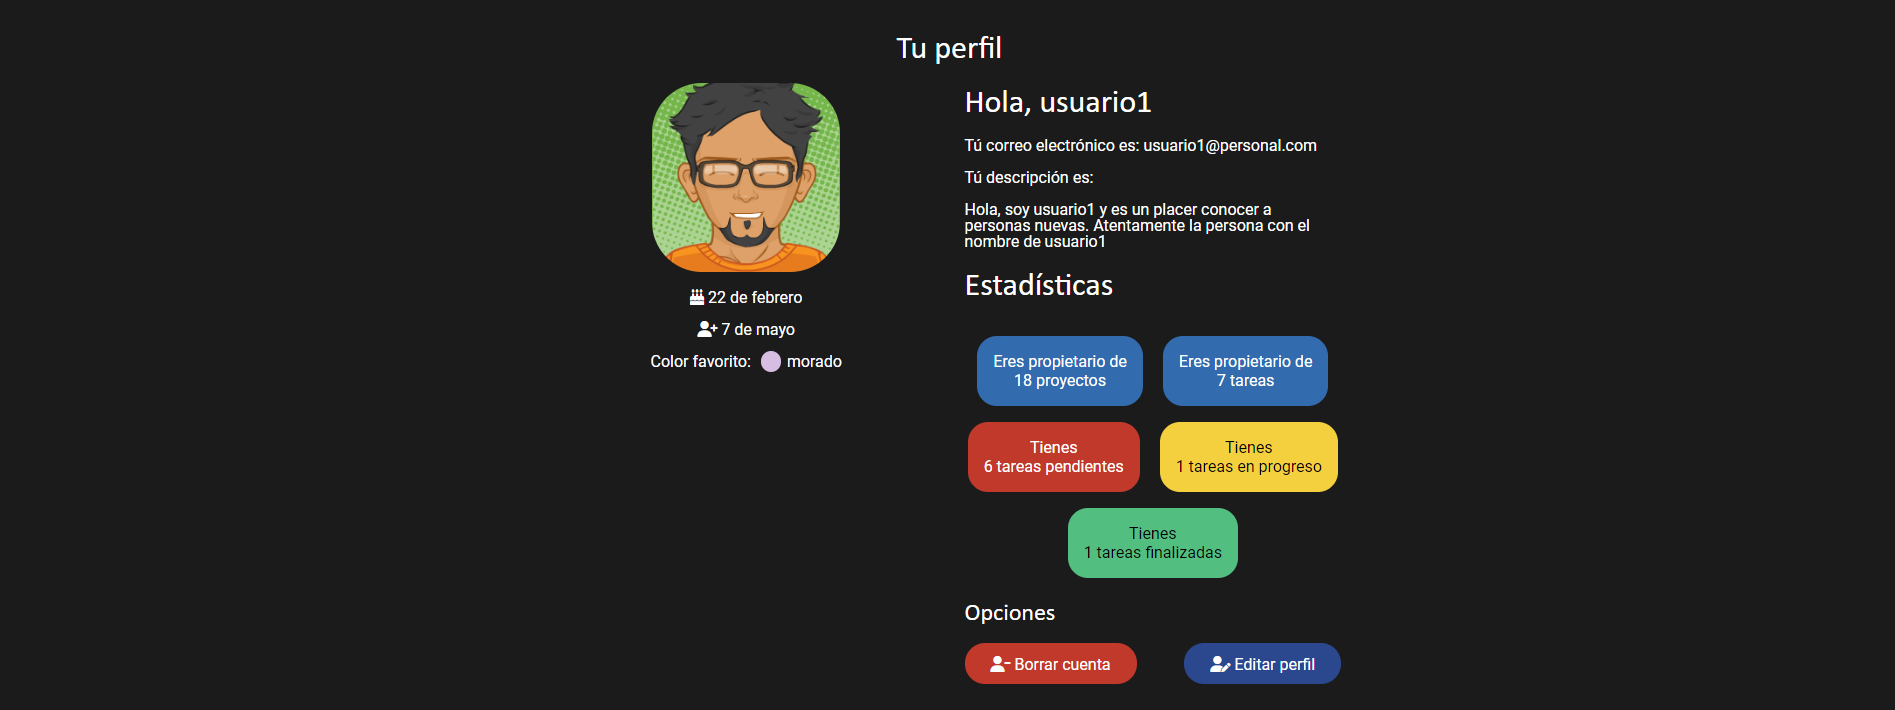 Tu perfil
22 de febrero
7 de mayo
Color favorito: morado
Hola, usuario1
Tú correo electrónico es: usuario1@personal.com
Tú descripción es:
Hola, soy usuario1 y es un placer conocer a
personas nuevas. Atentamente la persona con el
nombre de usuario1
Estadísticas
Eres propietario de
18 proyectos
Eres propietario de
7 tareas
Tienes
6 tareas pendientes
Tienes
1 tareas en progreso
Tienes
1 tareas finalizadas
Opciones
Borrar cuenta
Editar perfil